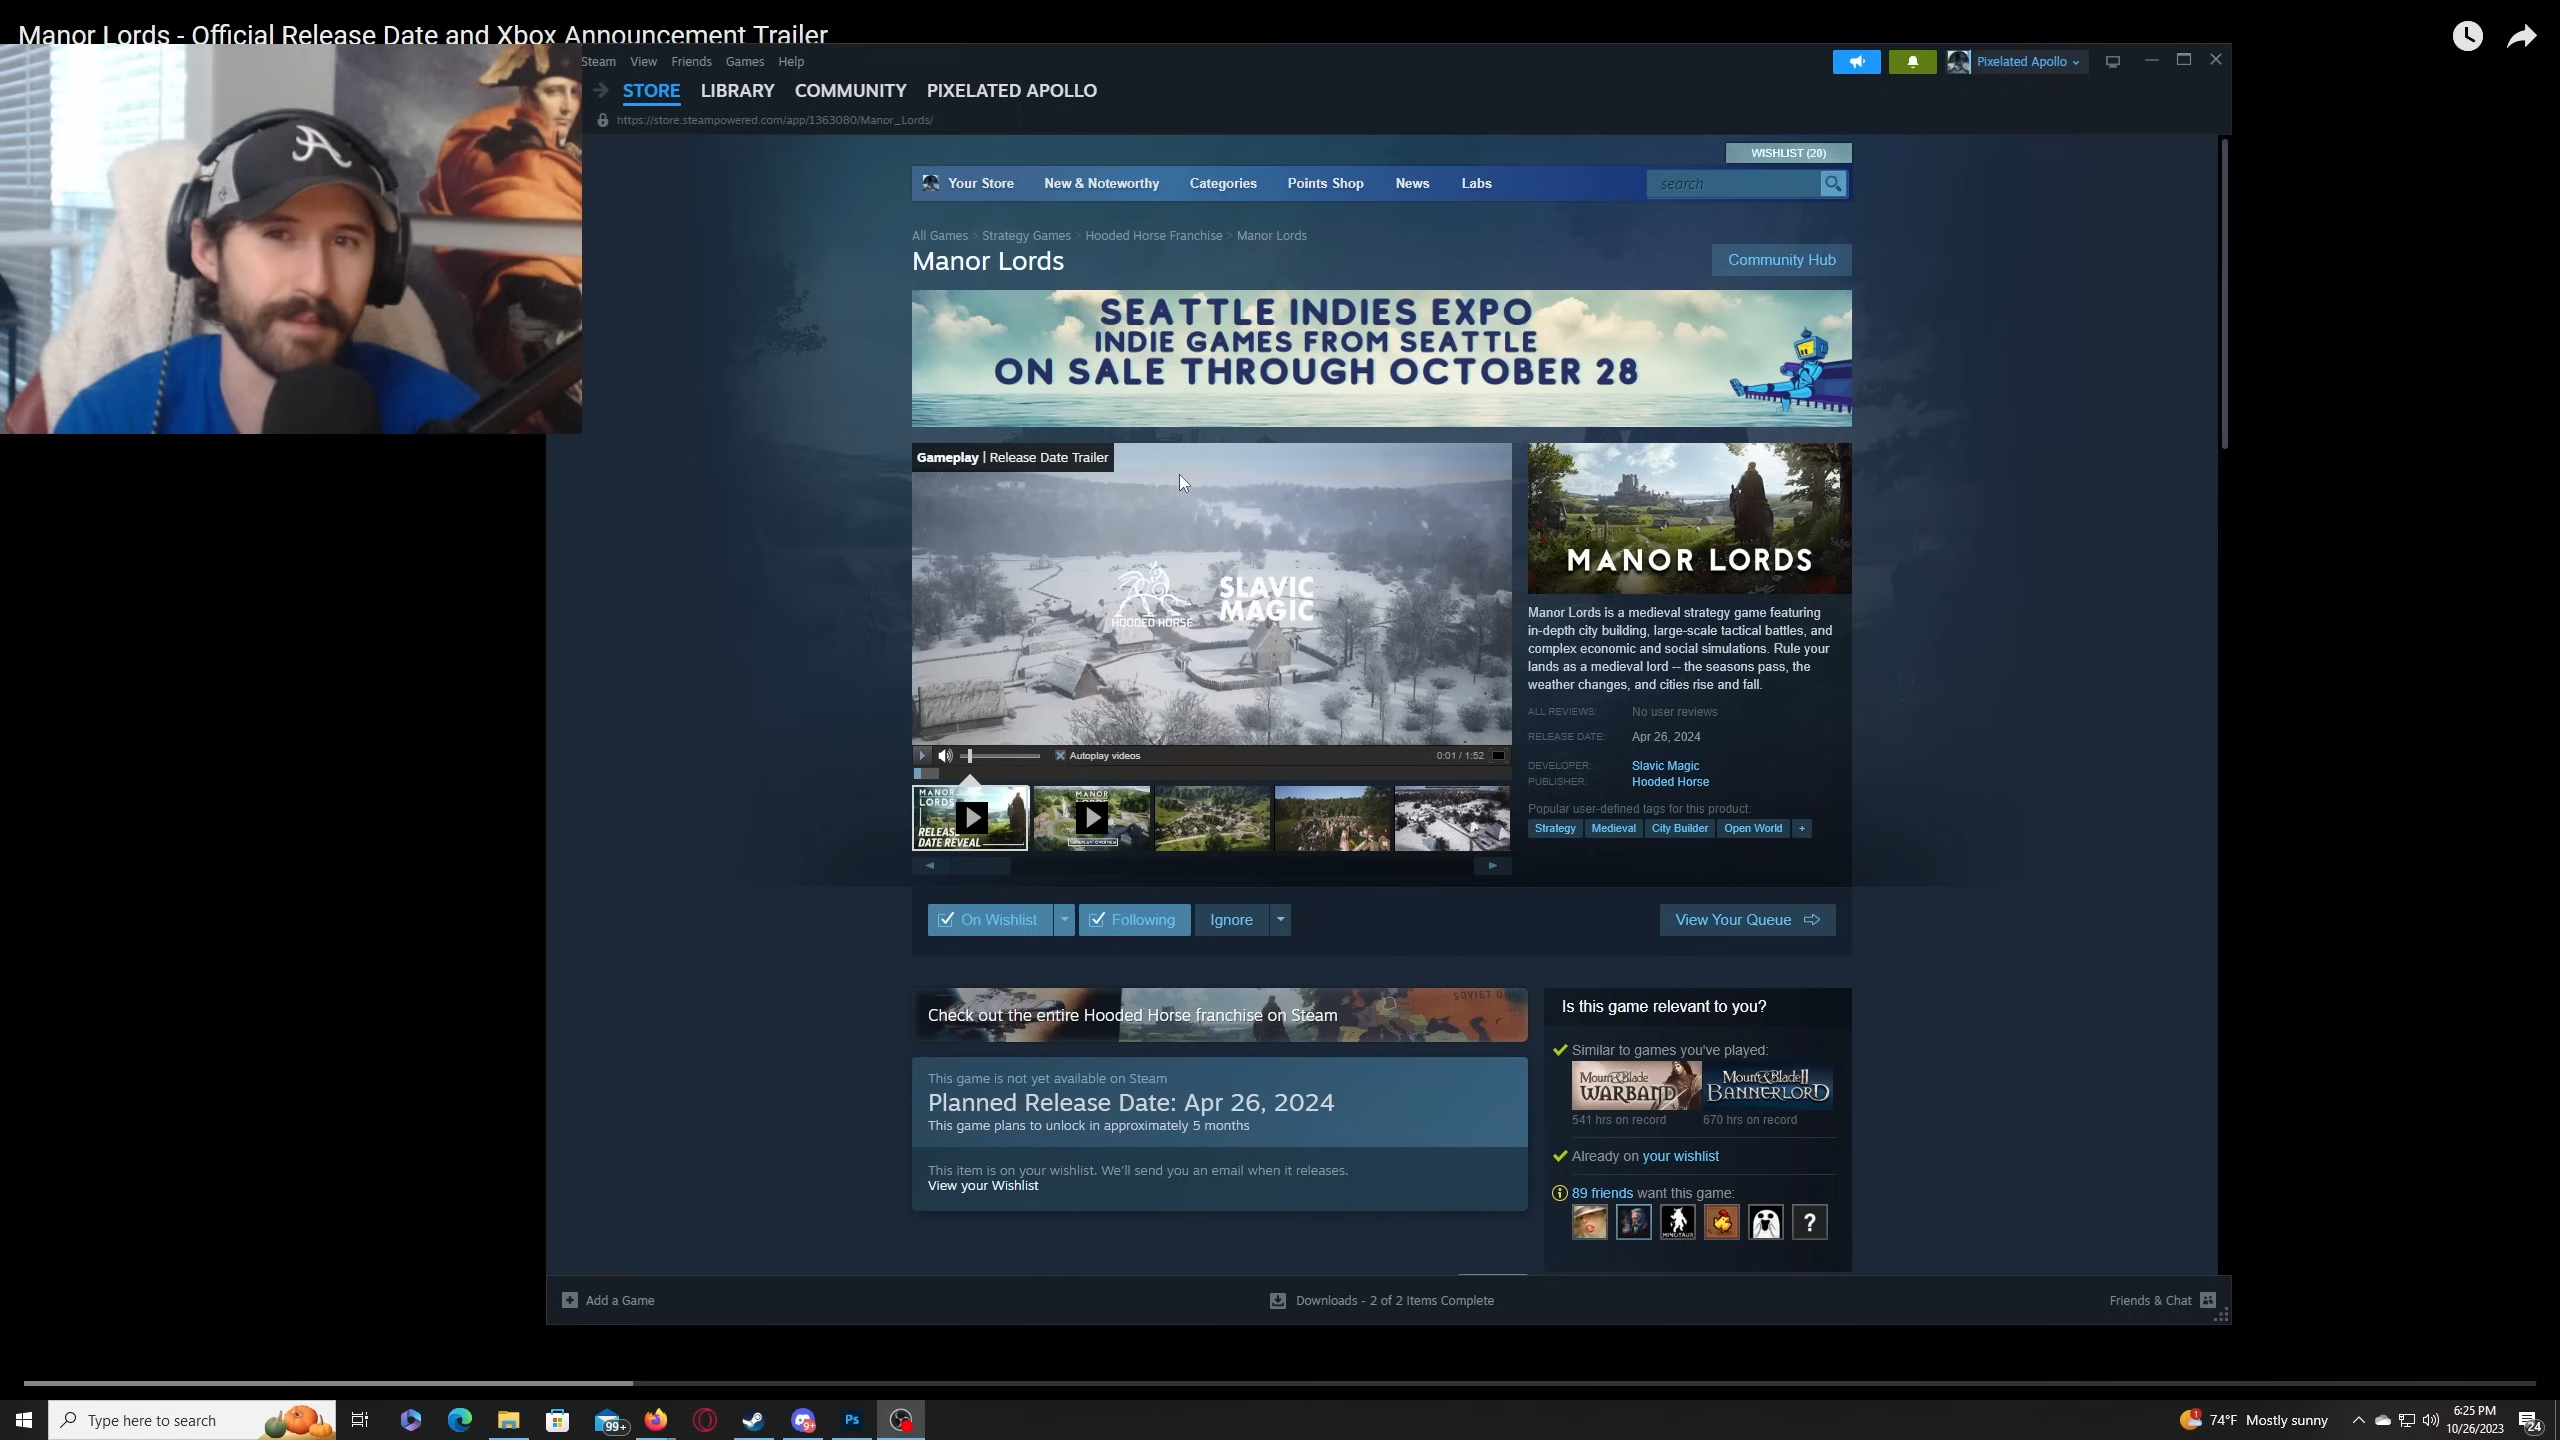 Manor Lords - Official Release Date and Xbox Announcement Trailer
Steam View Friends Games Help
Pixelated Apollo
STORE LIBRARY COMMUNITY PIXELATED APOLLO
https://store.steampowered.com/app/1363080/Manor_Lords/
WISHLIST (20)
Your Store New & Noteworthy Categories Points Shop News Labs search
All Games > Strategy Games > Hooded Horse Franchise > Manor Lords
Manor Lords
Community Hub
SEATTLE INDIES EXPO
INDIE GAMES FROM SEATTLE
ON SALE THROUGH OCTOBER 28
Gameplay | Release Date Trailer
HOODED HORSE
SLAVIC
MAGIC
Autoplay videos
0:01 / 1:52
MANOR
LORDS
RELEASE
DATE REVEAL
MANOR
GAMEPLAY OVERVIEW
MANOR LORDS
Manor Lords is a medieval strategy game featuring
in-depth city building, large-scale tactical battles, and
complex economic and social simulations. Rule your
lands as a medieval lord -- the seasons pass, the
weather changes, and cities rise and fall.
ALL REVIEWS: No user reviews
RELEASE DATE: Apr 26, 2024
DEVELOPER: Slavic Magic
PUBLISHER: Hooded Horse
Popular user-defined tags for this product:
Strategy Medieval City Builder Open World +
On Wishlist Following Ignore
View Your Queue
Check out the entire Hooded Horse franchise on Steam
SOVIET
This game is not yet available on Steam
Planned Release Date: Apr 26, 2024
This game plans to unlock in approximately 5 months
This item is on your wishlist. We'll send you an email when it releases.
View your Wishlist
Is this game relevant to you?
Similar to games you've played:
Mount&Blade
WARBAND
Mount&Blade II
BANNERLORD
541 hrs on record 670 hrs on record
Already on your wishlist
89 friends want this game:
MINOTAUR
?
Add a Game
Downloads - 2 of 2 Items Complete
Friends & Chat
Type here to search
99+
9+
Ps
1
74°F Mostly sunny
6:25 PM
10/26/2023
24